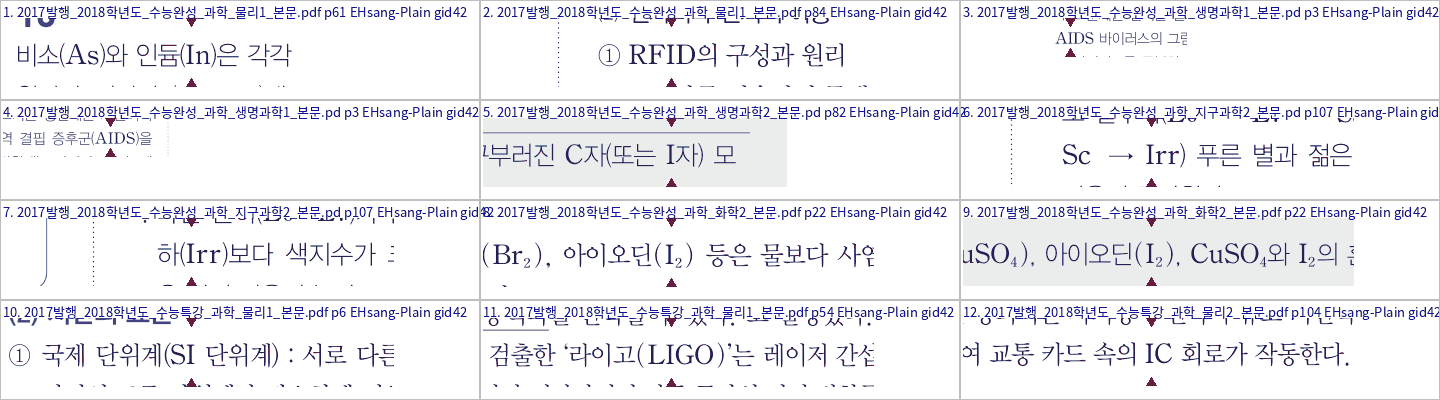 1. 2017발행_2018학년도_수능완성_과학_물리1_본문.pdf p61 EHsang-Plain gid42
비소(As)와 인듐(In)은 각각
2. 2017발행_2018학년도_수능완성_과학_물리1_본문.pdf p84 EHsang-Plain gid42
① RFID의 구성과 원리
3. 2017발행_2018학년도_수능완성_과학_생명과학1_본문.pd p3 EHsang-Plain gid42
AIDS 바이러스의 그림
4. 2017발행_2018학년도_수능완성_과학_생명과학1_본문.pd p3 EHsang-Plain gid42
역 결핍 증후군(AIDS)을
5. 2017발행_2018학년도_수능완성_과학_생명과학2_본문.pd p82 EHsang-Plain gid42
구부러진 C자(또는 I자) 모
6. 2017발행_2018학년도_수능완성_과학_지구과학2_본문.pd p107 EHsang-Plain gid
Sc → Irr) 푸른 별과 젊은
7. 2017발행_2018학년도_수능완성_과학_지구과학2_본문.pd p107 EHsang-Plain gid42
하(Irr)보다 색지수가
8. 2017발행_2018학년도_수능완성_과학_화학2_본문.pdf p22 EHsang-Plain gid42
(Br₂), 아이오딘(I₂) 등은 물보다 사염
9. 2017발행_2018학년도_수능완성_과학_화학2_본문.pdf p22 EHsang-Plain gid42
uSO₄), 아이오딘(I₂), CuSO₄와 I₂의 혼
10. 2017발행_2018학년도_수능특강_과학_물리1_본문.pdf p6 EHsang-Plain gid42
① 국제 단위계(SI 단위계) : 서로 다른
11. 2017발행_2018학년도_수능특강_과학_물리1_본문.pdf p54 EHsang-Plain gid42
검출한 ‘라이고(LIGO)’는 레이저 간섭
12. 2017발행_2018학년도_수능특강_과학_물리2_본문.pdf p104 EHsang-Plain gid42
여 교통 카드 속의 IC 회로가 작동한다.